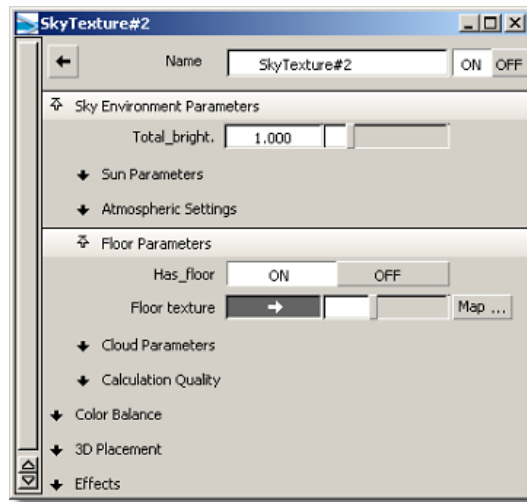 SkyTexture#2
Name SkyTexture#2 ON OFF
Sky Environment Parameters
Total_bright. 1.000
Sun Parameters
Atmospheric Settings
Floor Parameters
Has_floor ON OFF
Floor texture Map ...
Cloud Parameters
Calculation Quality
Color Balance
3D Placement
Effects